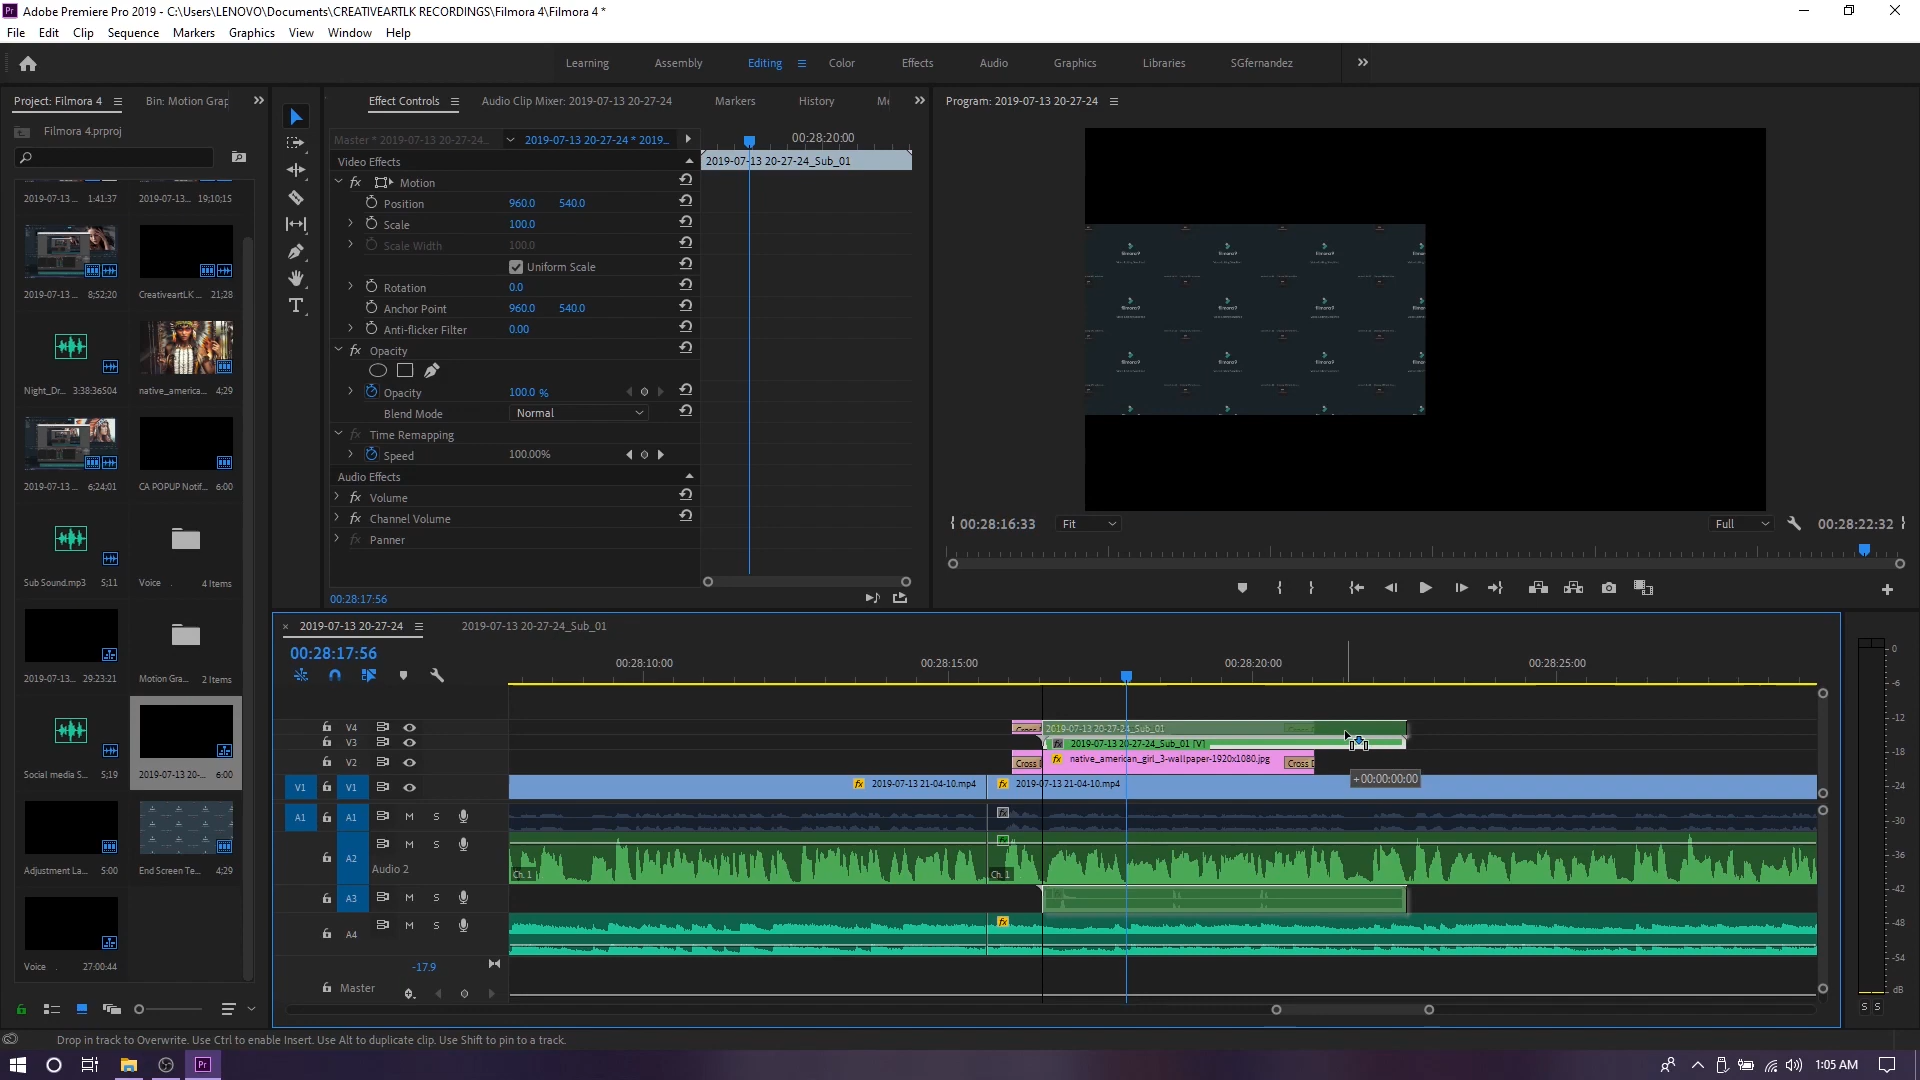 Adobe Premiere Pro 2019 - C:\Users\LENOVO\Documents\CREATIVEARTLK RECORDINGS\Filmora 4\Filmora 4 *
File Edit Clip Sequence Markers Graphics View Window Help
Learning Assembly Editing Color Effects Audio Graphics Libraries SGfernandez
Project: Filmora 4 Bin: Motion Grap
Filmora 4.prproj
2019-07-13 ... 1:41:37 2019-07-13... 19;10;15
2019-07-13 ... 8;52;20 CreativeartLK ... 21;28
Night_Dr... 3:38:36504 native_america... 4;29
2019-07-13 ... 6;24;01 CA POPUP Notif... 6:00
Sub Sound.mp3 5;11 Voice . 4 Items
2019-07-13... 29:23;21 Motion Gra... 2 Items
Social media S... 5;19 2019-07-13 20-... 6:00
Adjustment La... 5:00 End Screen Te... 4;29
Voice . 27:00:44
Effect Controls Audio Clip Mixer: 2019-07-13 20-27-24 Markers History Me
Master * 2019-07-13 20-27-24... 2019-07-13 20-27-24 * 2019... 00:28:20:00
Video Effects 2019-07-13 20-27-24_Sub_01
fx Motion
Position 960.0 540.0
Scale 100.0
Scale Width 100.0
Uniform Scale
Rotation 0.0
Anchor Point 960.0 540.0
Anti-flicker Filter 0.00
fx Opacity
Opacity 100.0 %
Blend Mode Normal
fx Time Remapping
Speed 100.00%
Audio Effects
fx Volume
fx Channel Volume
fx Panner
00:28:17:56
Program: 2019-07-13 20-27-24
00:28:16:33 Fit Full 00:28:22:32
2019-07-13 20-27-24 2019-07-13 20-27-24_Sub_01
00:28:17:56
00:28:10:00 00:28:15:00 00:28:20:00 00:28:25:00
V4 2019-07-13 20-27-24_Sub_01
V3 fx 2019-07-13 20-27-24_Sub_01 [V]
V2 Cross D fx native_american_girl_3-wallpaper-1920x1080.jpg Cross D
+00:00:00:00
V1 V1 fx 2019-07-13 21-04-10.mp4 fx 2019-07-13 21-04-10.mp4
A1 A1 M S
A2 M S
Audio 2 Ch. 1 Ch. 1
A3 M S
A4 M S fx
-17.9
Master
0
-6
-12
-18
-24
-30
-36
-42
-48
-54
dB
S S
Drop in track to Overwrite. Use Ctrl to enable Insert. Use Alt to duplicate clip. Use Shift to pin to a track.
Pr 1:05 AM